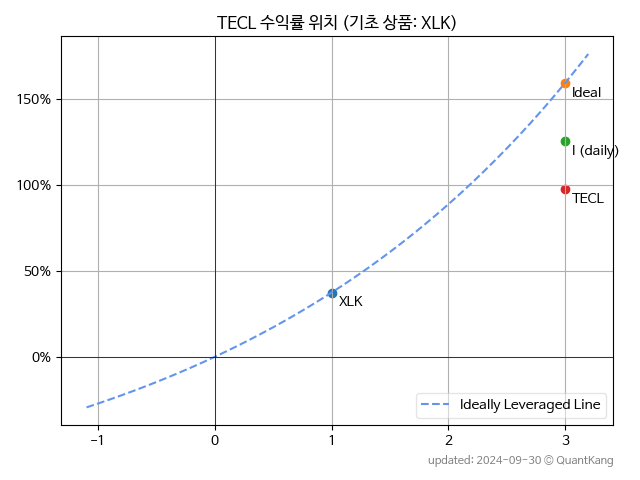 TECL 수익률 위치 (기초 상품: XLK)
150%
100%
50%
0%
Ideal
I (daily)
TECL
XLK
Ideally Leveraged Line
−1
0
1
2
3
updated: 2024-09-30 © QuantKang